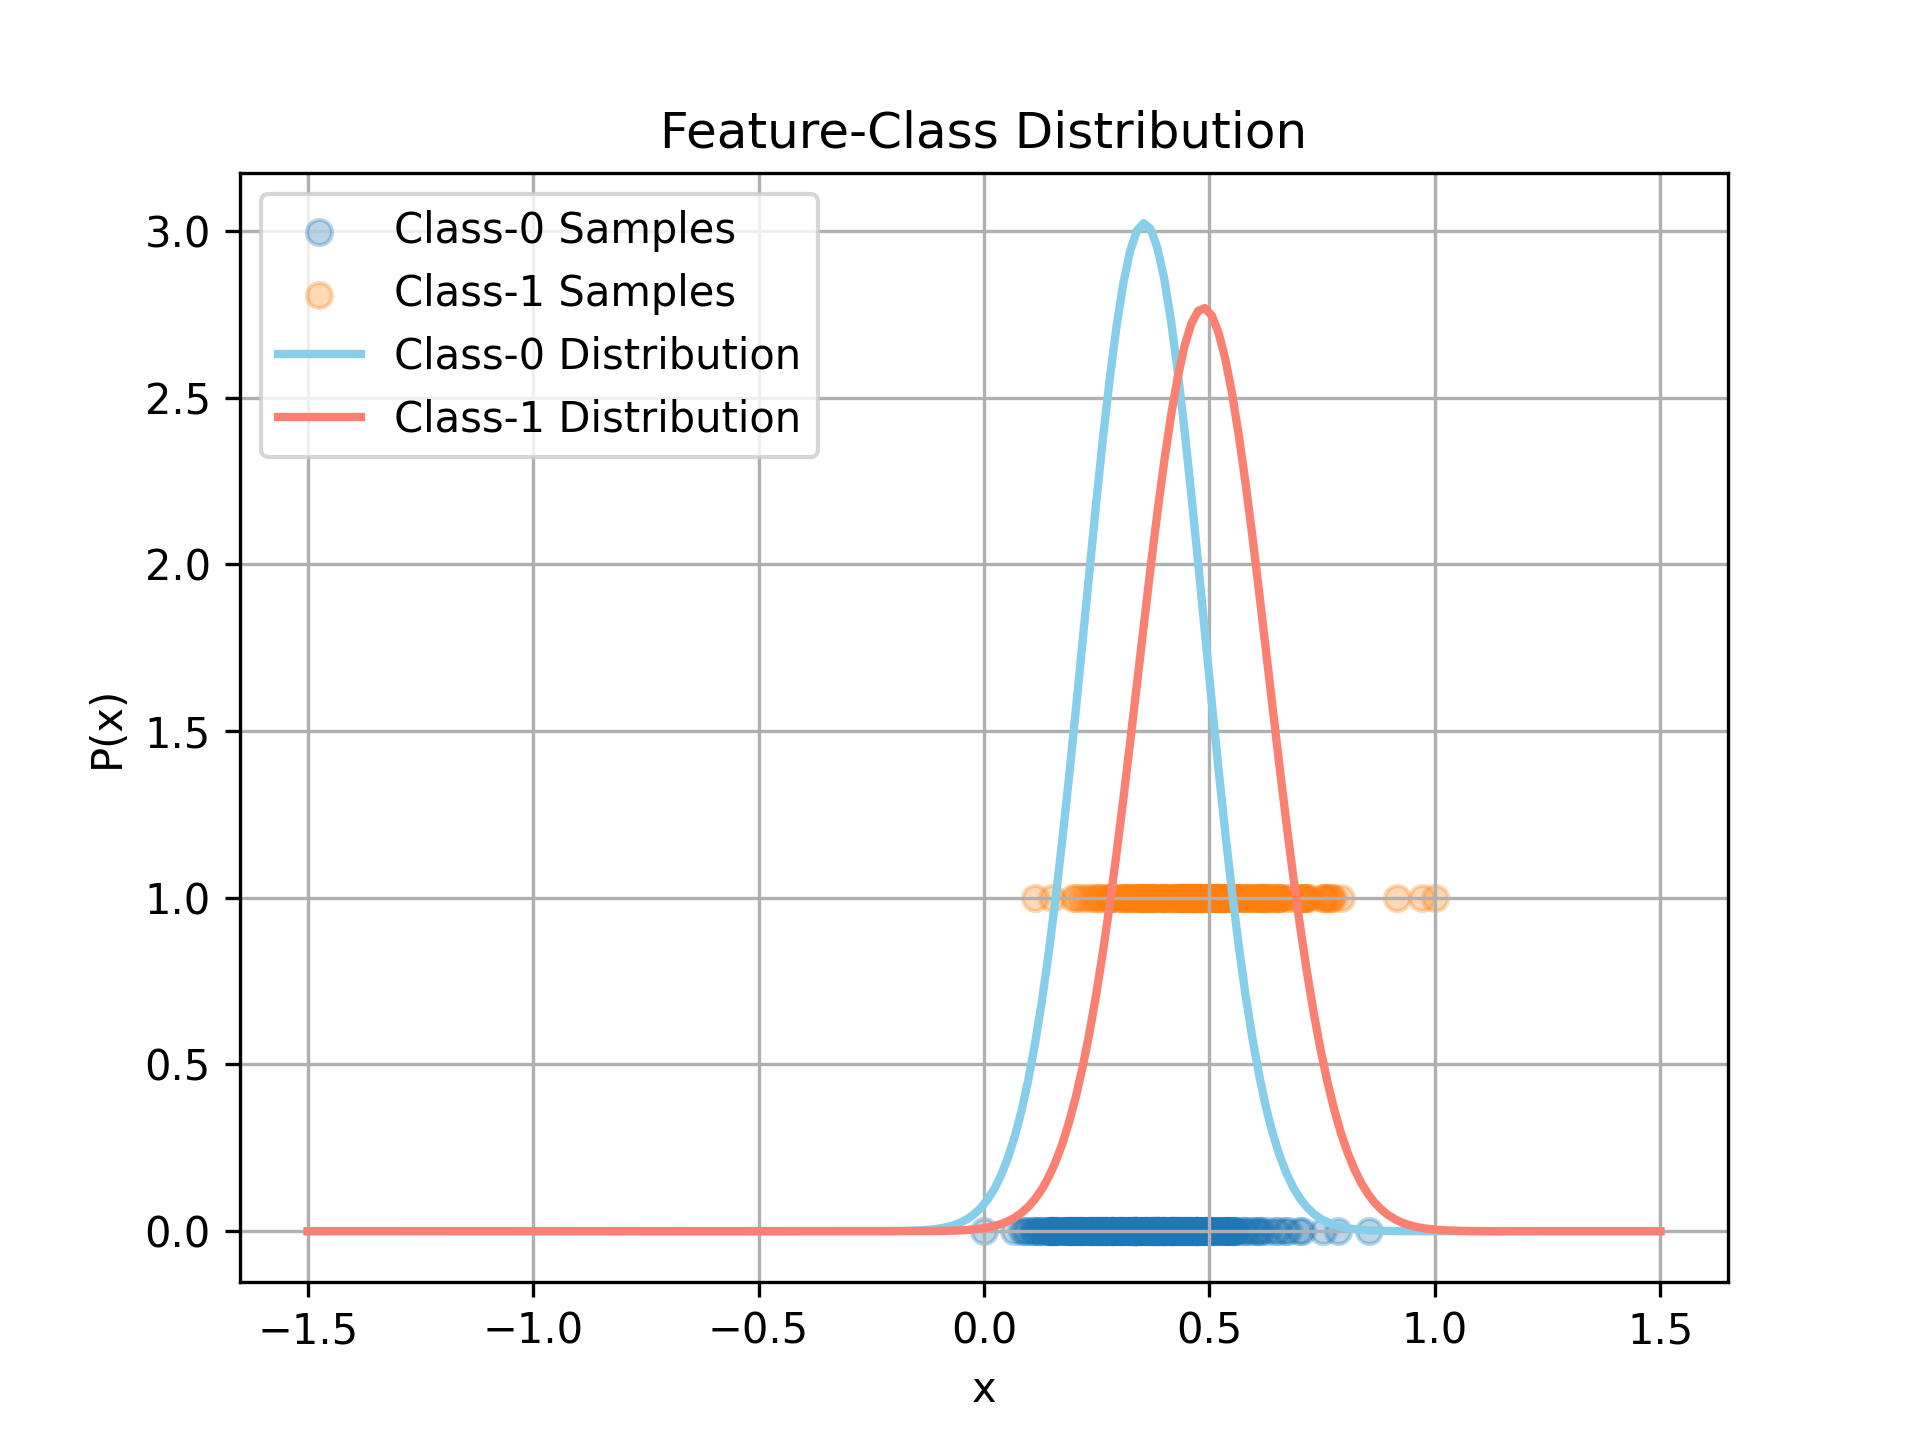 Feature-Class Distribution
Class-0 Samples
Class-1 Samples
Class-0 Distribution
Class-1 Distribution
3.0
2.5
2.0
1.5
1.0
0.5
0.0
P(x)
−1.5 −1.0 −0.5 0.0 0.5 1.0 1.5
x